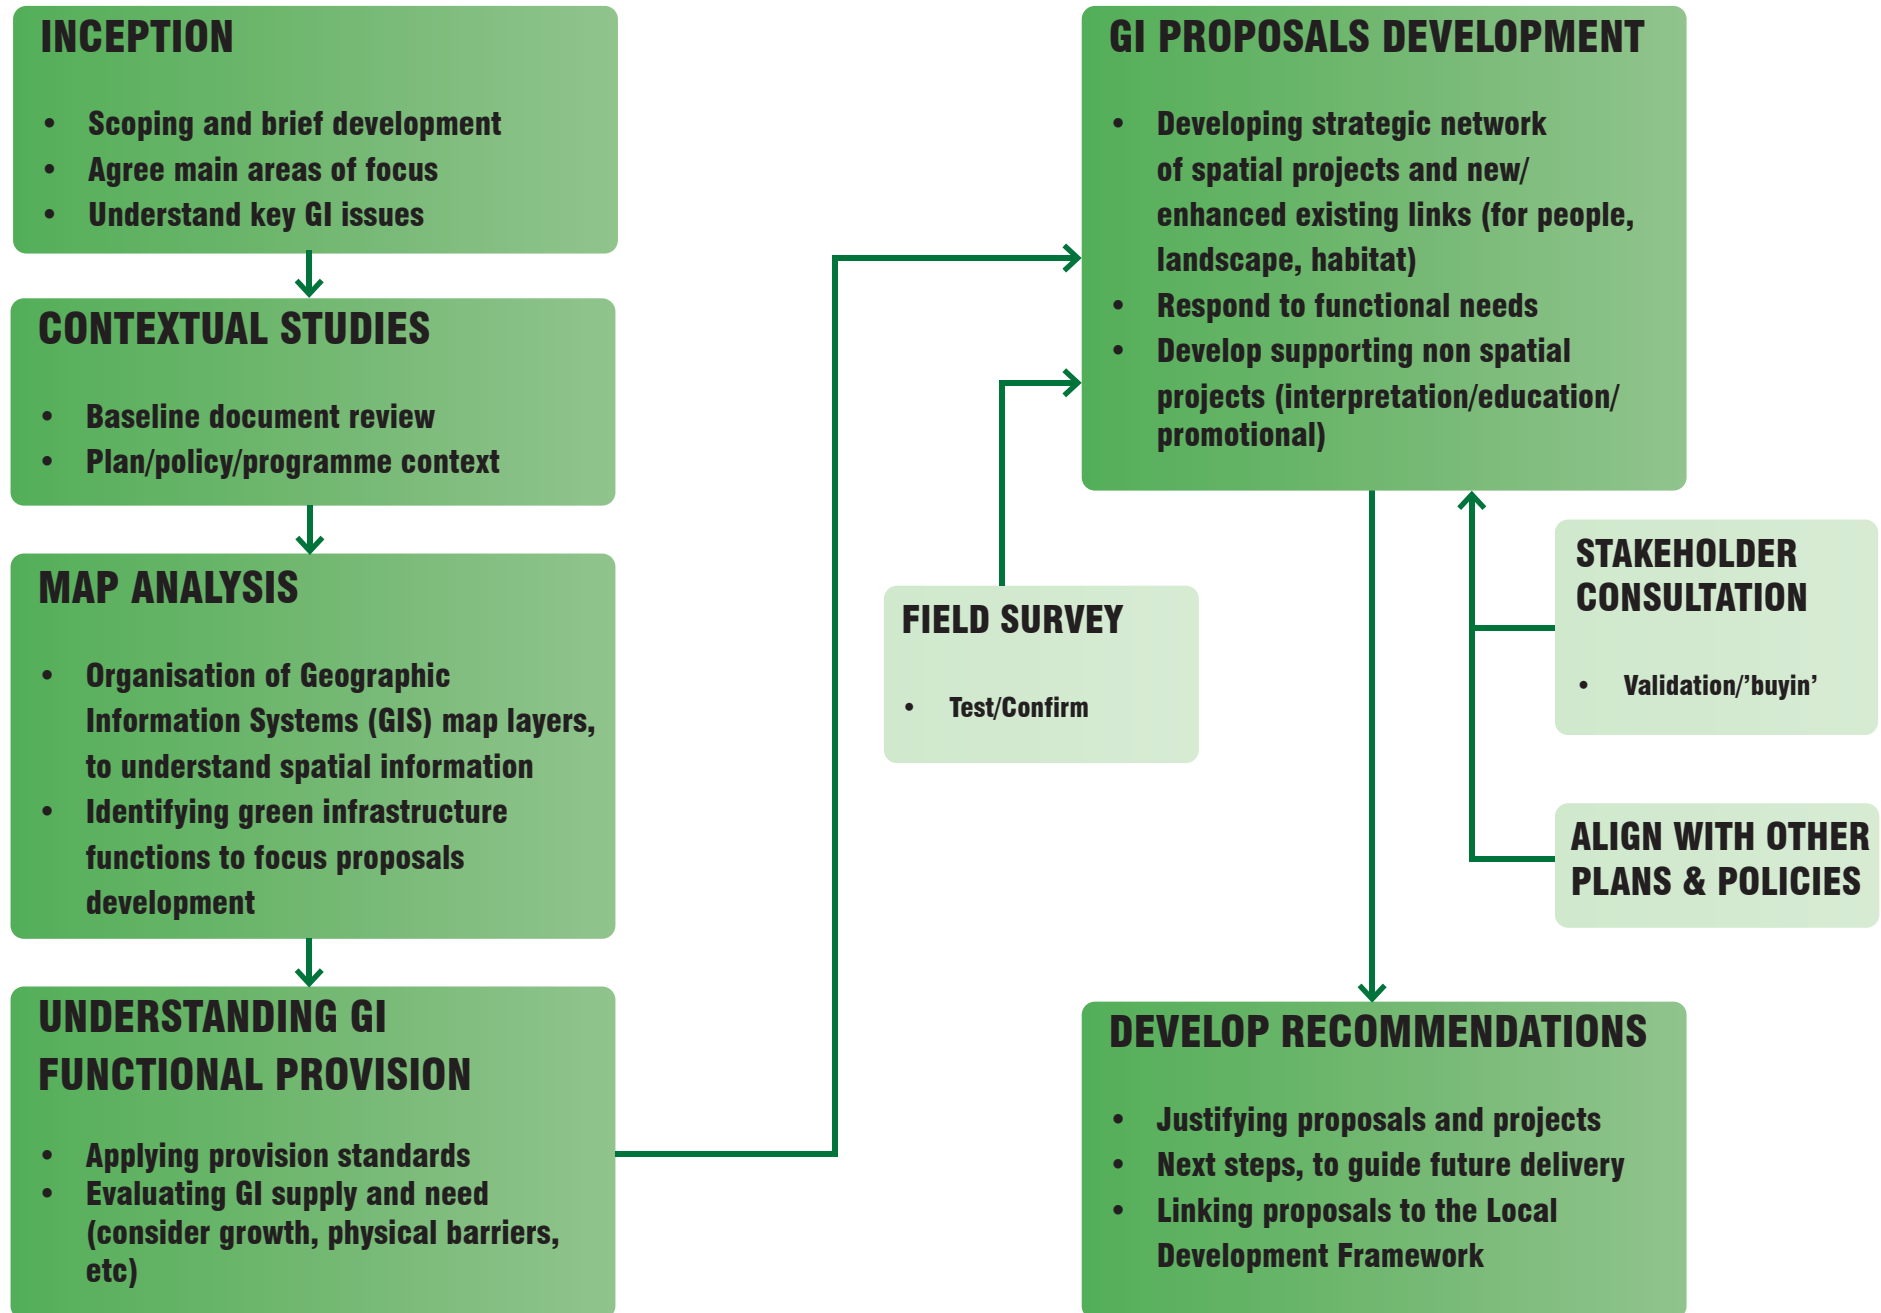 INCEPTION
• Scoping and brief development
• Agree main areas of focus
• Understand key GI issues
CONTEXTUAL STUDIES
• Baseline document review
• Plan/policy/programme context
MAP ANALYSIS
• Organisation of Geographic
Information Systems (GIS) map layers,
to understand spatial information
• Identifying green infrastructure
functions to focus proposals
development
UNDERSTANDING GI
FUNCTIONAL PROVISION
• Applying provision standards
• Evaluating GI supply and need
(consider growth, physical barriers,
etc)
GI PROPOSALS DEVELOPMENT
• Developing strategic network
of spatial projects and new/
enhanced existing links (for people,
landscape, habitat)
• Respond to functional needs
• Develop supporting non spatial
projects (interpretation/education/
promotional)
FIELD SURVEY
• Test/Confirm
STAKEHOLDER
CONSULTATION
• Validation/’buyin’
ALIGN WITH OTHER
PLANS & POLICIES
DEVELOP RECOMMENDATIONS
• Justifying proposals and projects
• Next steps, to guide future delivery
• Linking proposals to the Local
Development Framework